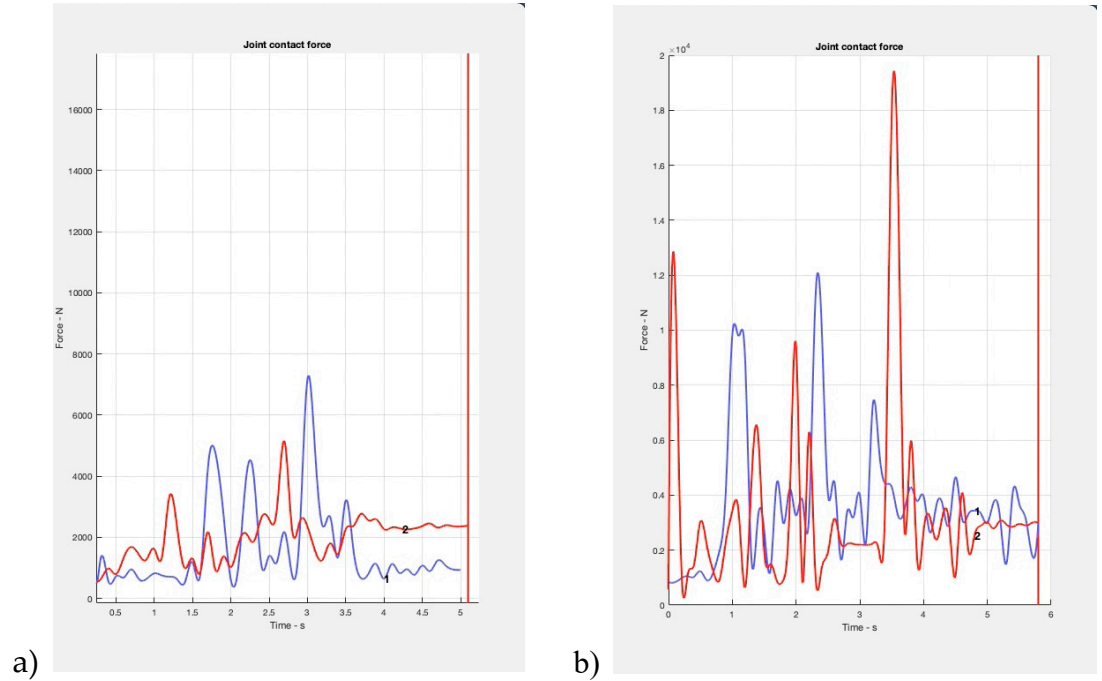 Joint contact force
16000
14000
12000
10000
8000
6000
4000
2000
0
Force - N
2
1
0.5 1 1.5 2 2.5 3 3.5 4 4.5 5
Time - s
a)
×10⁴
Joint contact force
2
1.8
1.6
1.4
1.2
1
0.8
0.6
0.4
0.2
0
Force - N
1
2
0 1 2 3 4 5 6
Time - s
b)